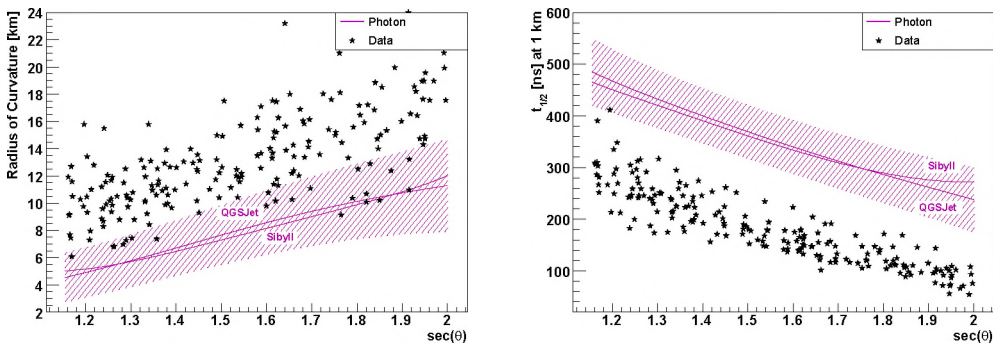 Radius of Curvature [km]
24
22
20
18
16
14
12
10
8
6
4
2
Photon
Data
QGSJet
Sibyll
1.2 1.3 1.4 1.5 1.6 1.7 1.8 1.9 2
sec(θ)
t1/2 [ns] at 1 km
600
500
400
300
200
100
Photon
Data
Sibyll
QGSJet
1.2 1.3 1.4 1.5 1.6 1.7 1.8 1.9 2
sec(θ)